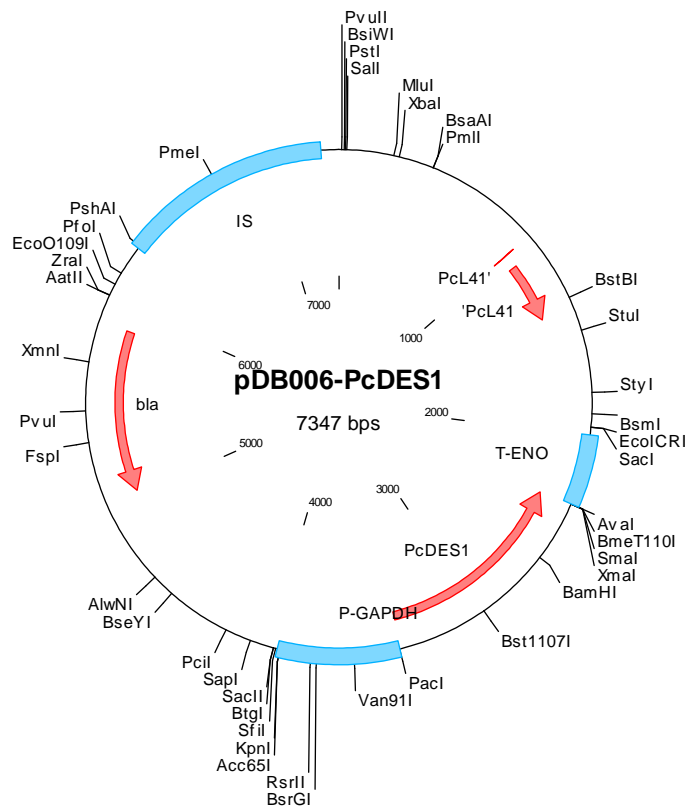 PvuII
BsiWI
PstI
SalI
MluI
XbaI
BsaAI
PmlI
PmeI
IS
PshAI
PfoI
EcoO109I
ZraI
AatII
PcL41'
'PcL41
BstBI
StuI
7000
1000
XmnI
6000
pDB006-PcDES1
StyI
bla
PvuI
7347 bps
2000
BsmI
EcoICRI
SacI
FspI
5000
T-ENO
3000
4000
AvaI
BmeT110I
SmaI
XmaI
PcDES1
BamHI
AlwNI
BseYI
P-GAPDH
Bst1107I
PciI
SapI
SacII
BtgI
SfiI
KpnI
Acc65I
PacI
Van91I
RsrII
BsrGI